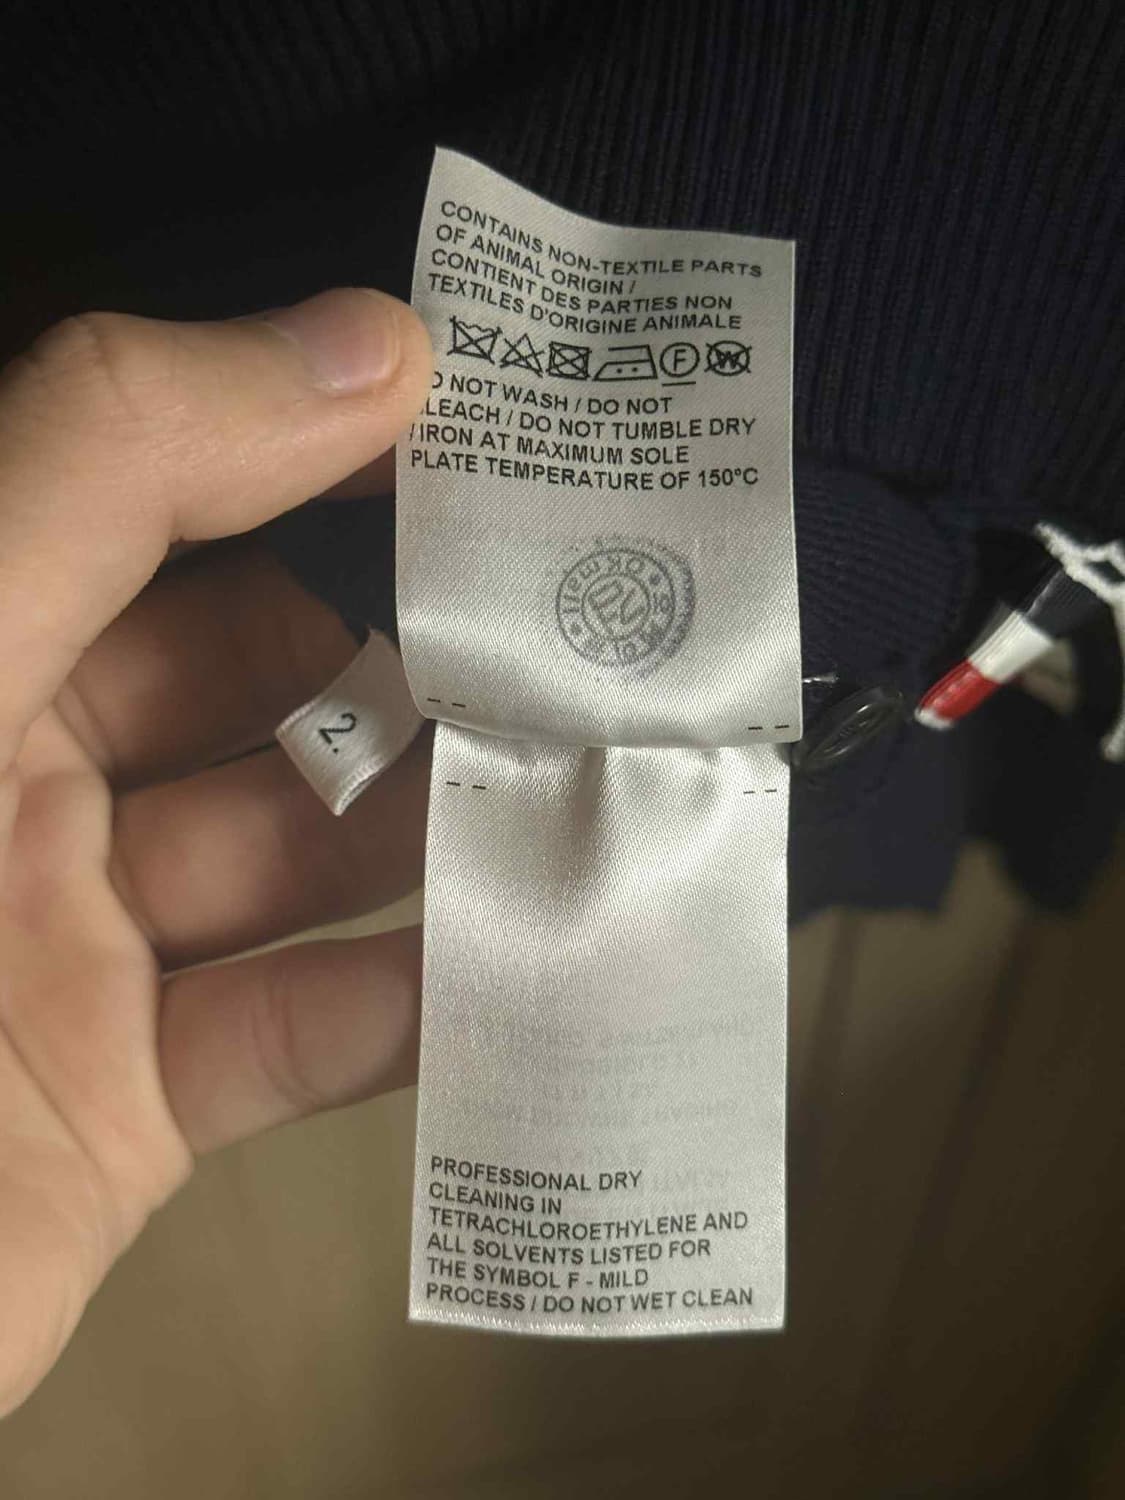 CONTAINS NON-TEXTILE PARTS
OF ANIMAL ORIGIN /
CONTIENT DES PARTIES NON
TEXTILES D'ORIGINE ANIMALE
F W
O NOT WASH / DO NOT
LEACH / DO NOT TUMBLE DRY
/ IRON AT MAXIMUM SOLE
PLATE TEMPERATURE OF 150°C
2
PROFESSIONAL DRY
CLEANING IN
TETRACHLOROETHYLENE AND
ALL SOLVENTS LISTED FOR
THE SYMBOL F - MILD
PROCESS / DO NOT WET CLEAN